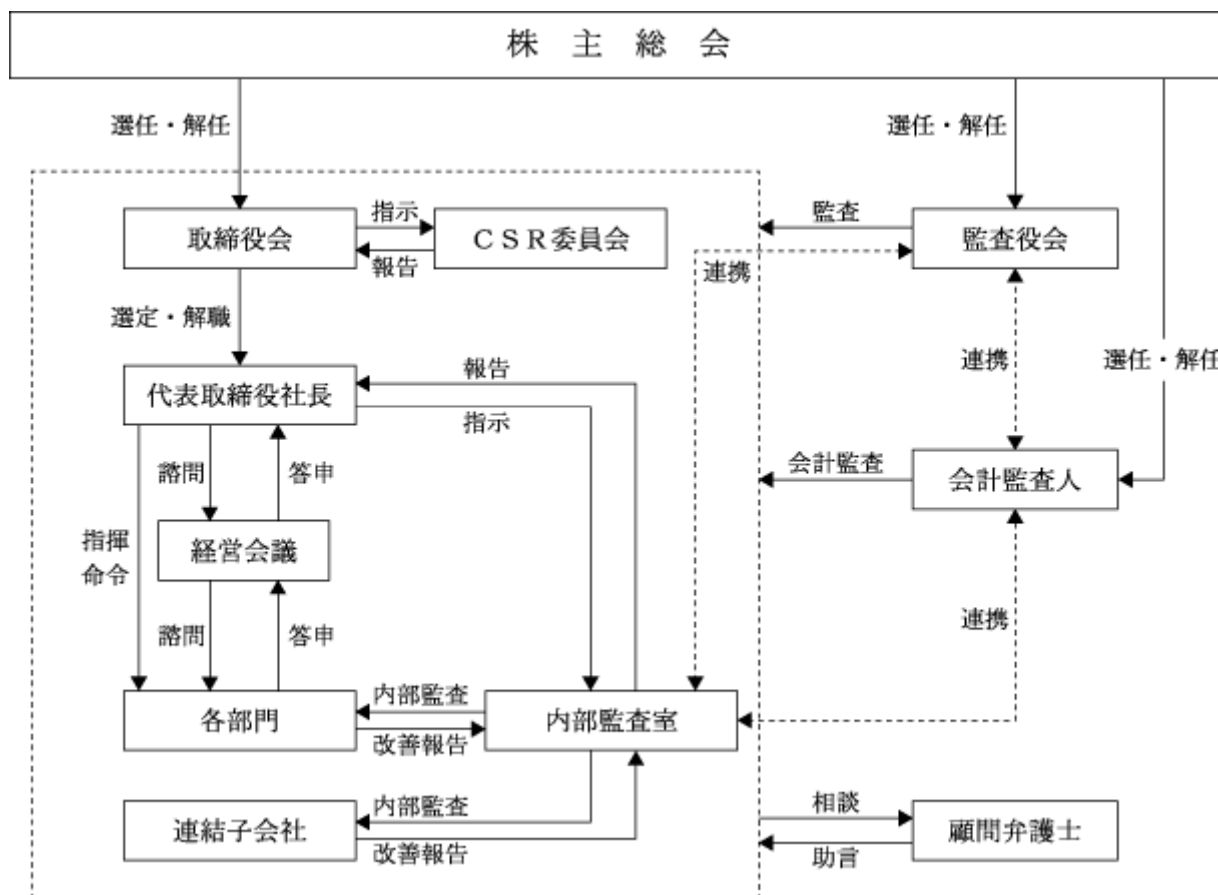 株 主 総 会
選任・解任
選任・解任
取締役会
指示
報告
CSR委員会
監査
監査役会
連携
選定・解職
連携
選任・解任
代表取締役社長
報告
指示
諮問
答申
会計監査
会計監査人
指揮
命令
経営会議
諮問
答申
連携
各部門
内部監査
改善報告
内部監査室
連結子会社
内部監査
改善報告
相談
助言
顧問弁護士